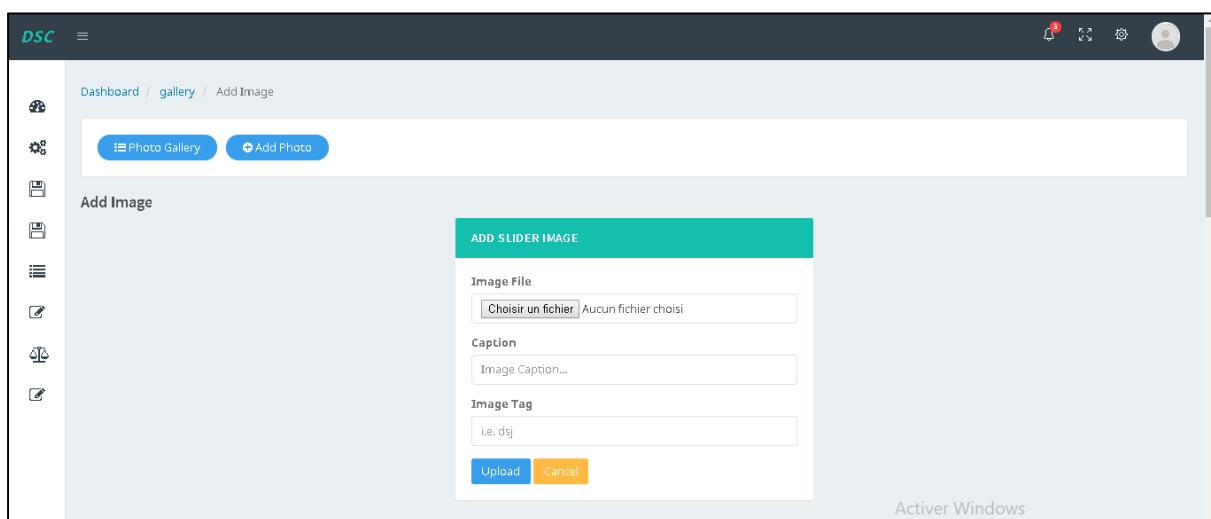 DSC
3
Dashboard / gallery / Add Image
Photo Gallery Add Photo
Add Image
ADD SLIDER IMAGE
Image File
Choisir un fichier Aucun fichier choisi
Caption
Image Caption...
Image Tag
i.e. dsj
Upload Cancel
Activer Windows